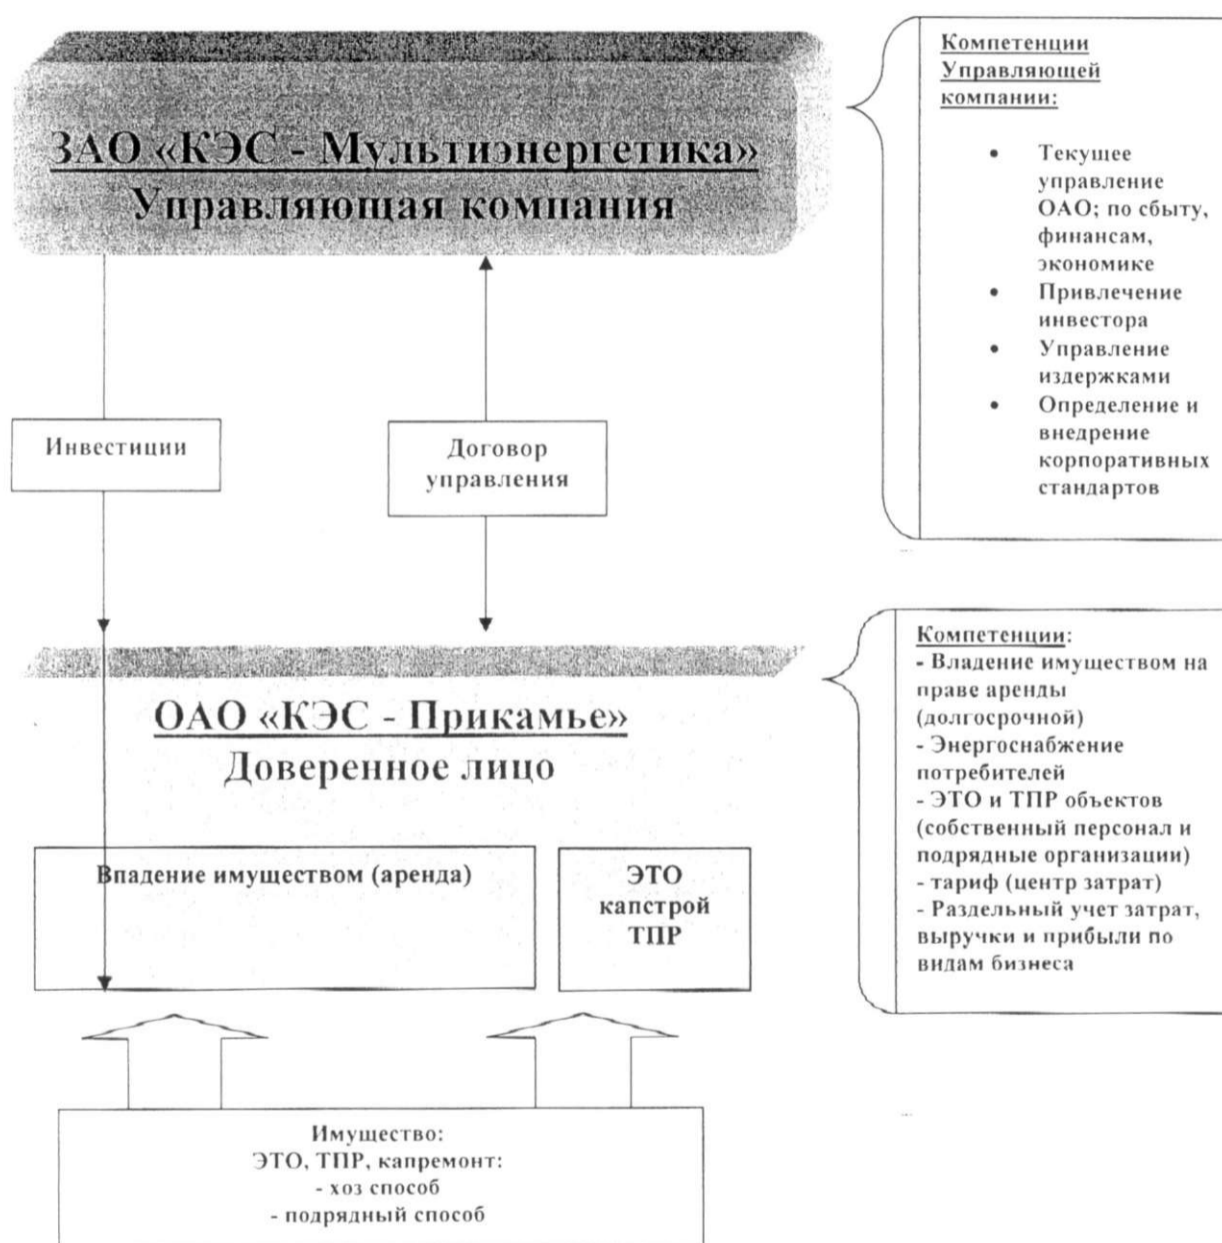 ЗАО «КЭС - Мультиэнергетика»
Управляющая компания
Компетенции
Управляющей
компании:
• Текущее
управление
ОАО; по сбыту,
финансам,
экономике
• Привлечение
инвестора
• Управление
издержками
• Определение и
внедрение
корпоративных
стандартов
Инвестиции
Договор
управления
ОАО «КЭС - Прикамье»
Доверенное лицо
Компетенции:
- Владение имуществом на
праве аренды
(долгосрочной)
- Энергоснабжение
потребителей
- ЭТО и ТПР объектов
(собственный персонал и
подрядные организации)
- тариф (центр затрат)
- Раздельный учет затрат,
выручки и прибыли по
видам бизнеса
Впадение имуществом (аренда)
ЭТО
капстрой
ТПР
Имущество:
ЭТО, ТПР, капремонт:
- хоз способ
- подрядный способ